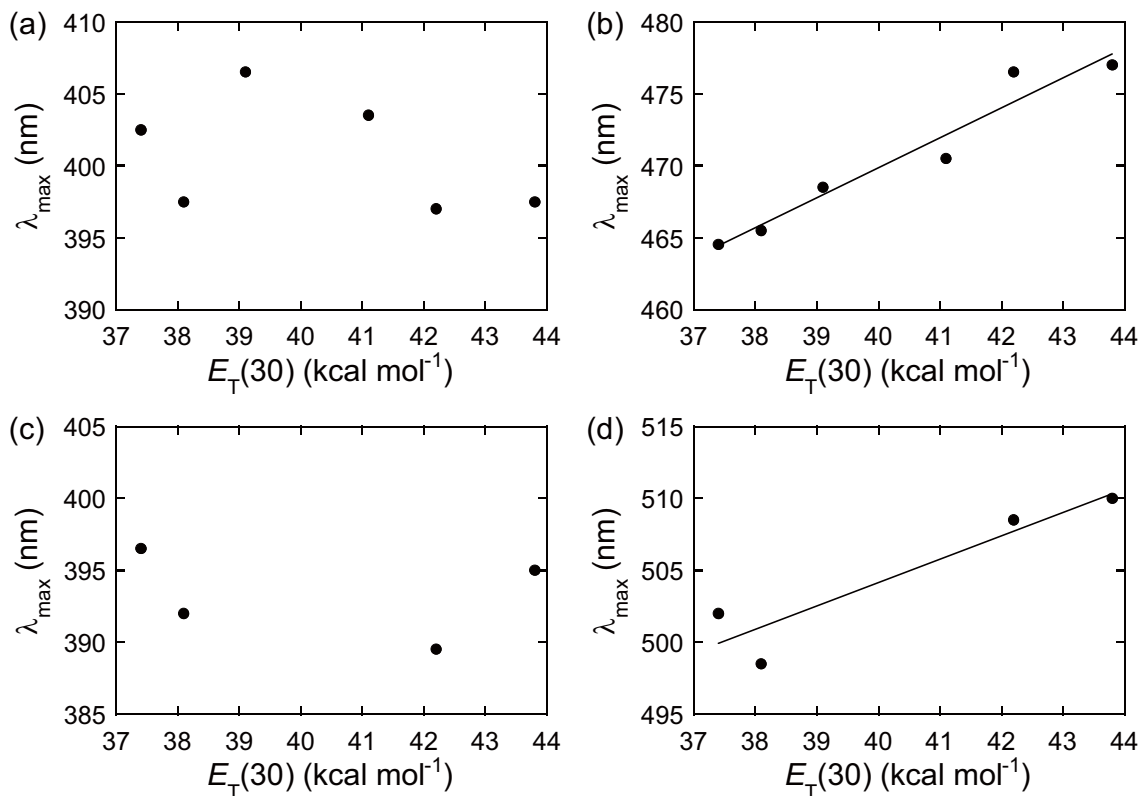 (a)
410
405
400
395
390
λmax (nm)
37 38 39 40 41 42 43 44
ET(30) (kcal mol⁻¹)
(b)
480
475
470
465
460
λmax (nm)
37 38 39 40 41 42 43 44
ET(30) (kcal mol⁻¹)
(c)
405
400
395
390
385
λmax (nm)
37 38 39 40 41 42 43 44
ET(30) (kcal mol⁻¹)
(d)
515
510
505
500
495
λmax (nm)
37 38 39 40 41 42 43 44
ET(30) (kcal mol⁻¹)